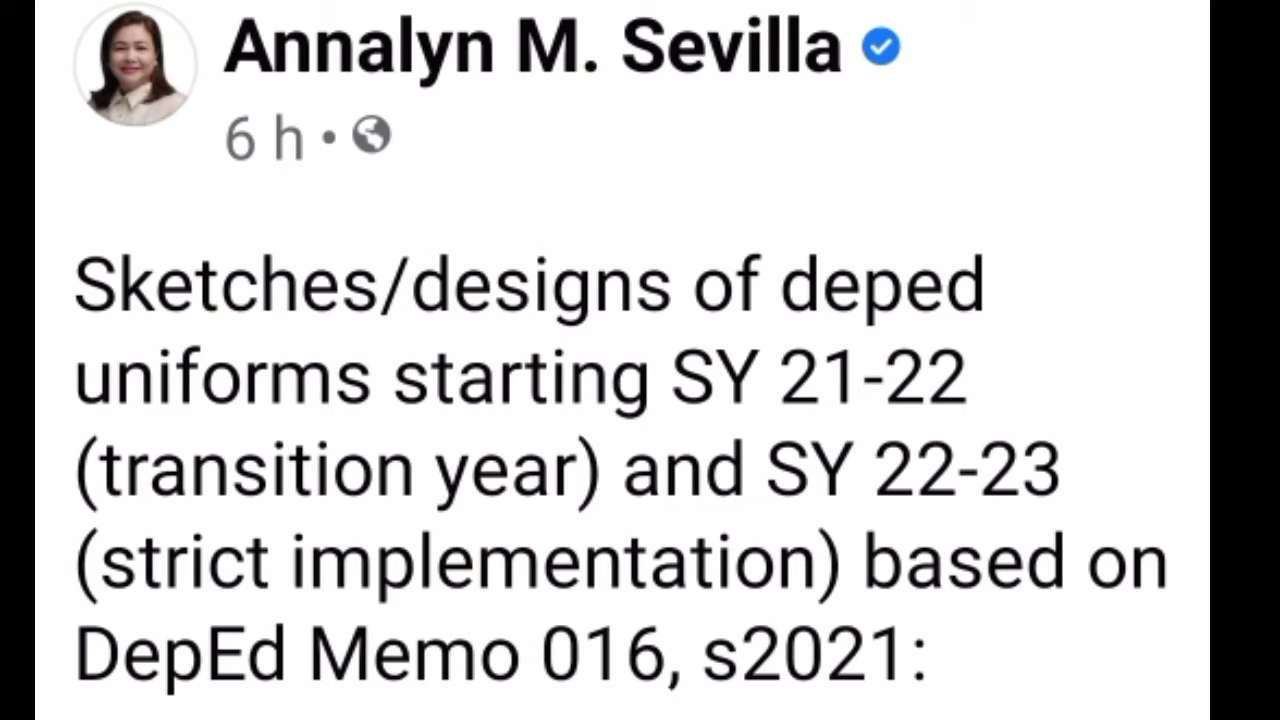 Annalyn M. Sevilla
6 h •
Sketches/designs of deped
uniforms starting SY 21-22
(transition year) and SY 22-23
(strict implementation) based on
DepEd Memo 016, s2021: